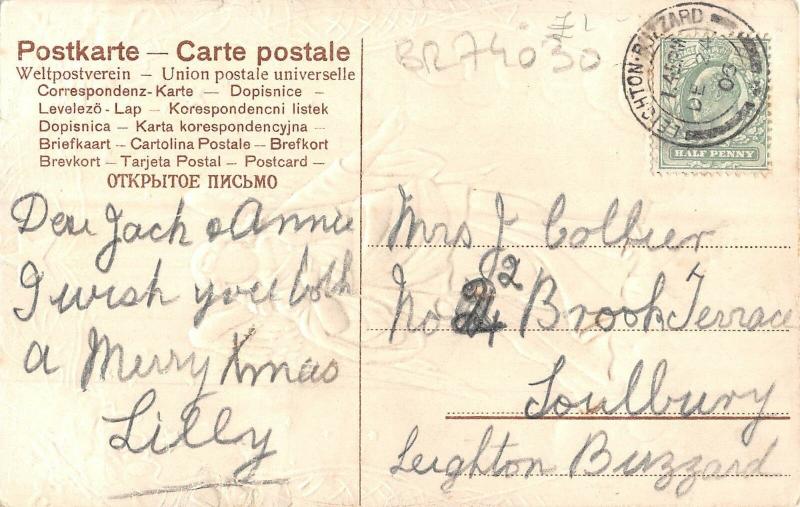 BR74030
Postkarte — Carte postale
Weltpostverein — Union postale universelle
Correspondenz-Karte — Dopisnice —
Levelező-Lap — Korespondencni listek
Dopisnica — Karta korespondencyjna —
Briefkaart — Cartolina Postale — Brefkort
Brevkort — Tarjeta Postal — Postcard —
ОТКРЫТОЕ ПИСЬМО
LEIGHTON-BUZZARD
DE
HALF PENNY
Dear Jack & Annie
I wish you both
a Merry Xmas
Lilly
Mrs J Collier
No 2 Brook Terrace
Soulbury
Leighton Buzzard